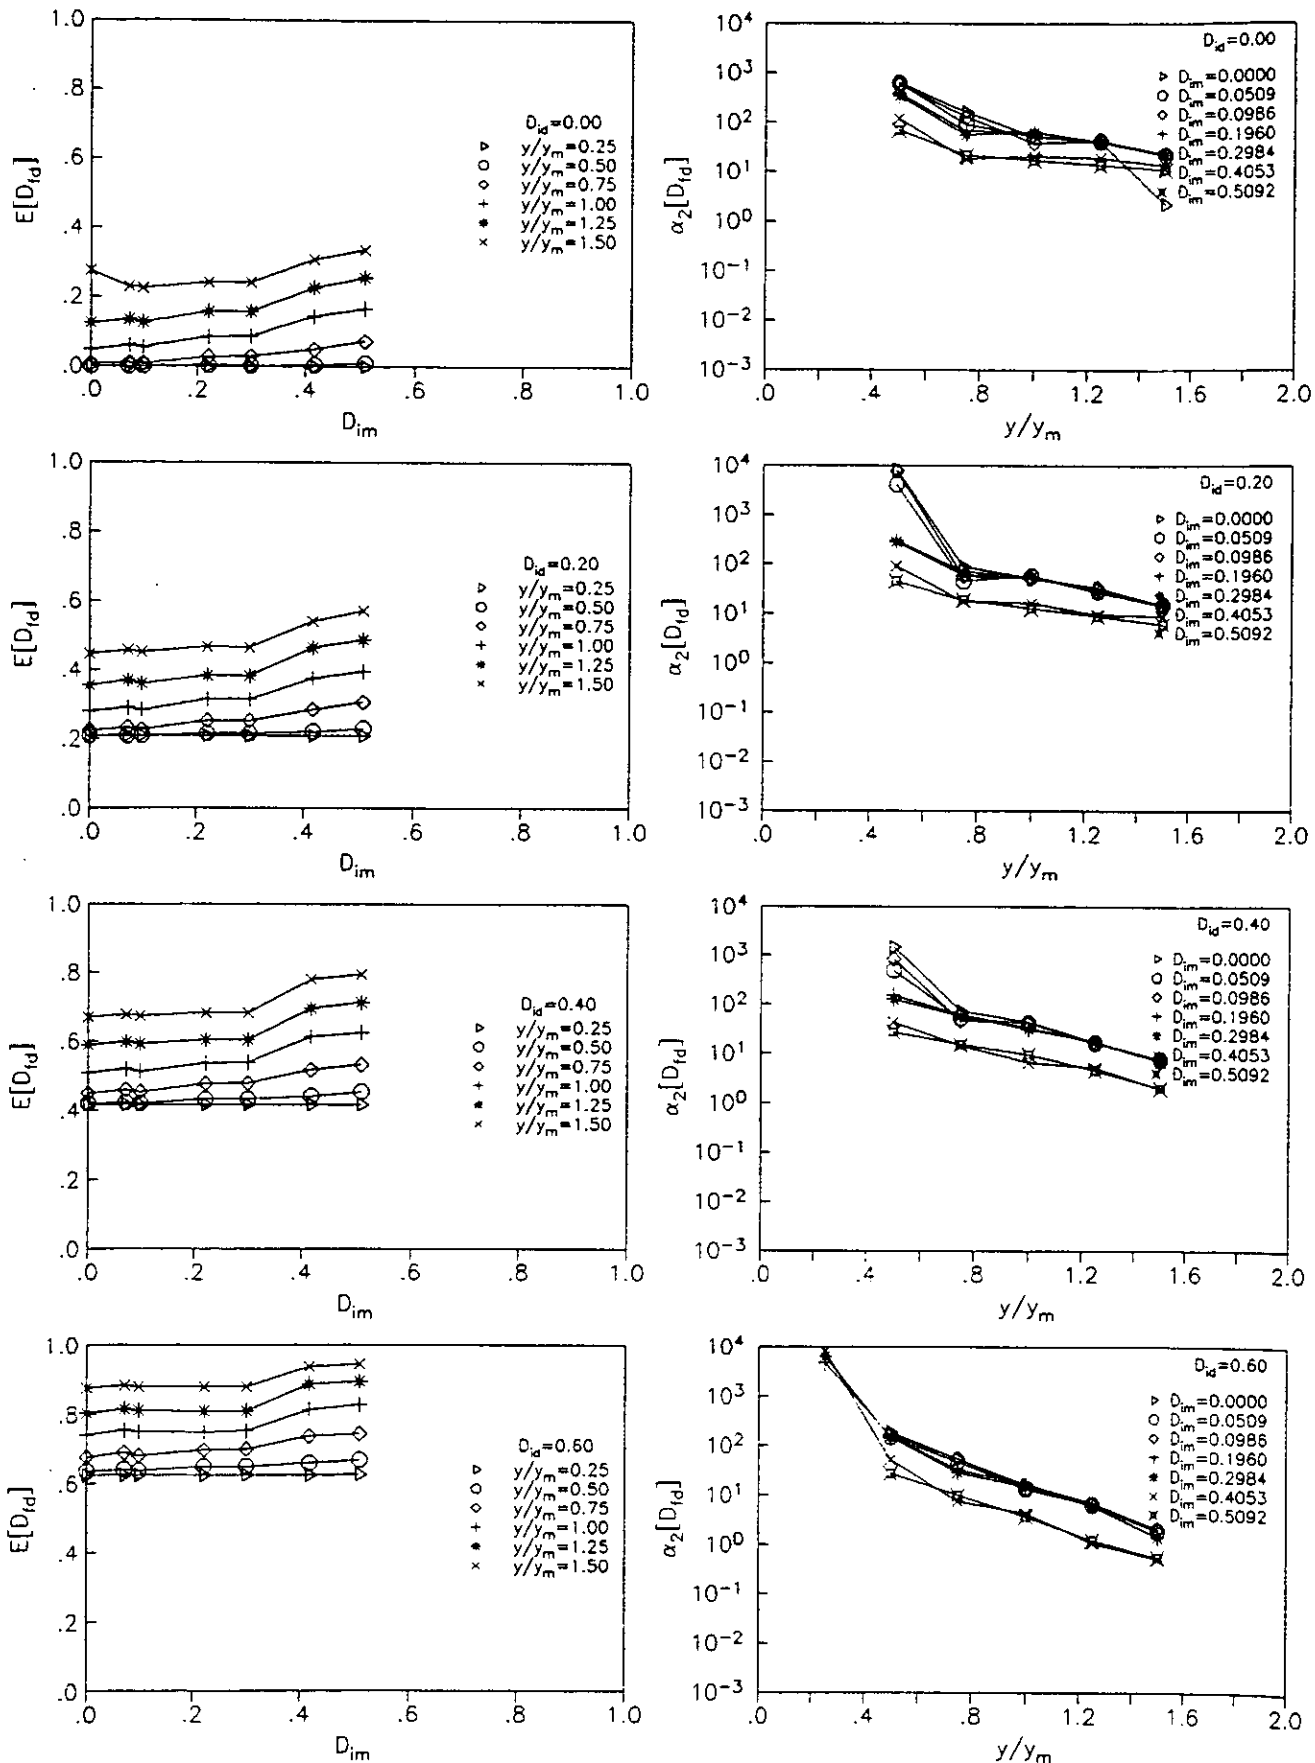 1.0
.8
.6
.4
.2
.0
E[D_fd]
.0 .2 .4 .6 .8 1.0
D_im
D_id=0.00
y/y_m=0.25
y/y_m=0.50
y/y_m=0.75
y/y_m=1.00
y/y_m=1.25
y/y_m=1.50
10^4
10^3
10^2
10^1
10^0
10^-1
10^-2
10^-3
α_2[D_fd]
.0 .4 .8 1.2 1.6 2.0
y/y_m
D_id=0.00
D_im=0.0000
D_im=0.0509
D_im=0.0986
D_im=0.1960
D_im=0.2984
D_im=0.4053
D_im=0.5092
1.0
.8
.6
.4
.2
.0
E[D_fd]
.0 .2 .4 .6 .8 1.0
D_im
D_id=0.20
y/y_m=0.25
y/y_m=0.50
y/y_m=0.75
y/y_m=1.00
y/y_m=1.25
y/y_m=1.50
10^4
10^3
10^2
10^1
10^0
10^-1
10^-2
10^-3
α_2[D_fd]
.0 .4 .8 1.2 1.6 2.0
y/y_m
D_id=0.20
D_im=0.0000
D_im=0.0509
D_im=0.0986
D_im=0.1960
D_im=0.2984
D_im=0.4053
D_im=0.5092
1.0
.8
.6
.4
.2
.0
E[D_fd]
.0 .2 .4 .6 .8 1.0
D_im
D_id=0.40
y/y_m=0.25
y/y_m=0.50
y/y_m=0.75
y/y_m=1.00
y/y_m=1.25
y/y_m=1.50
10^4
10^3
10^2
10^1
10^0
10^-1
10^-2
10^-3
α_2[D_fd]
.0 .4 .8 1.2 1.6 2.0
y/y_m
D_id=0.40
D_im=0.0000
D_im=0.0509
D_im=0.0986
D_im=0.1960
D_im=0.2984
D_im=0.4053
D_im=0.5092
1.0
.8
.6
.4
.2
.0
E[D_fd]
.0 .2 .4 .6 .8 1.0
D_im
D_id=0.60
y/y_m=0.25
y/y_m=0.50
y/y_m=0.75
y/y_m=1.00
y/y_m=1.25
y/y_m=1.50
10^4
10^3
10^2
10^1
10^0
10^-1
10^-2
10^-3
α_2[D_fd]
.0 .4 .8 1.2 1.6 2.0
y/y_m
D_id=0.60
D_im=0.0000
D_im=0.0509
D_im=0.0986
D_im=0.1960
D_im=0.2984
D_im=0.4053
D_im=0.5092